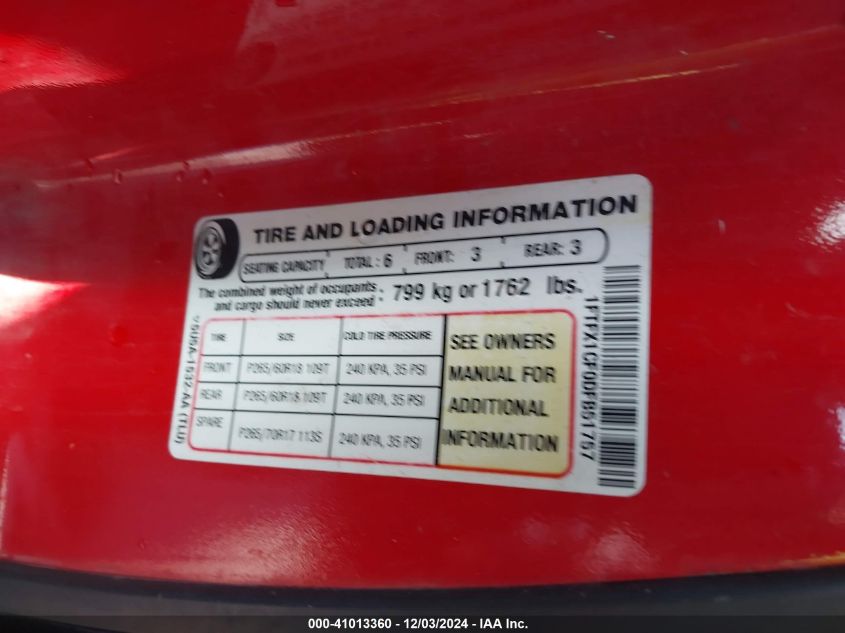 TIRE AND LOADING INFORMATION
SEATING CAPACITY TOTAL: 6 FRONT: 3 REAR: 3
The combined weight of occupants
and cargo should never exceed : 799 kg or 1762 lbs.
TIRE SIZE COLD TIRE PRESSURE
FRONT P265/60R18 109T 240 KPA, 35 PSI
REAR P265/60R18 109T 240 KPA, 35 PSI
SPARE P265/70R17 113S 240 KPA, 35 PSI
SEE OWNERS
MANUAL FOR
ADDITIONAL
INFORMATION
000-41013360 - 12/03/2024 - IAA Inc.